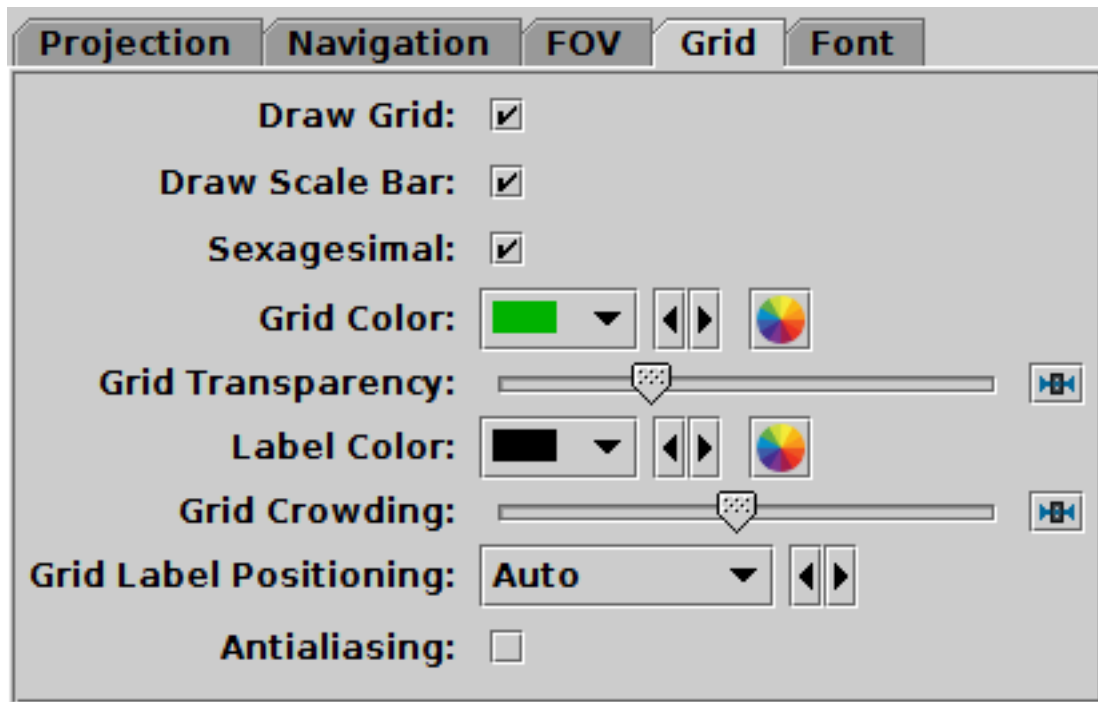 Projection Navigation FOV Grid Font
Draw Grid:
Draw Scale Bar:
Sexagesimal:
Grid Color:
Grid Transparency:
Label Color:
Grid Crowding:
Grid Label Positioning: Auto
Antialiasing: